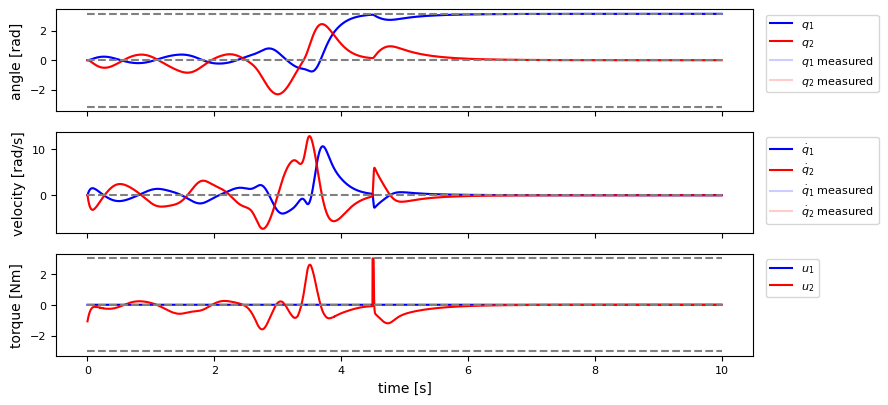 angle [rad]
2
0
−2
q₁
q₂
q₁ measured
q₂ measured
velocity [rad/s]
10
0
q̇₁
q̇₂
q̇₁ measured
q̇₂ measured
torque [Nm]
2
0
−2
u₁
u₂
0 2 4 6 8 10
time [s]